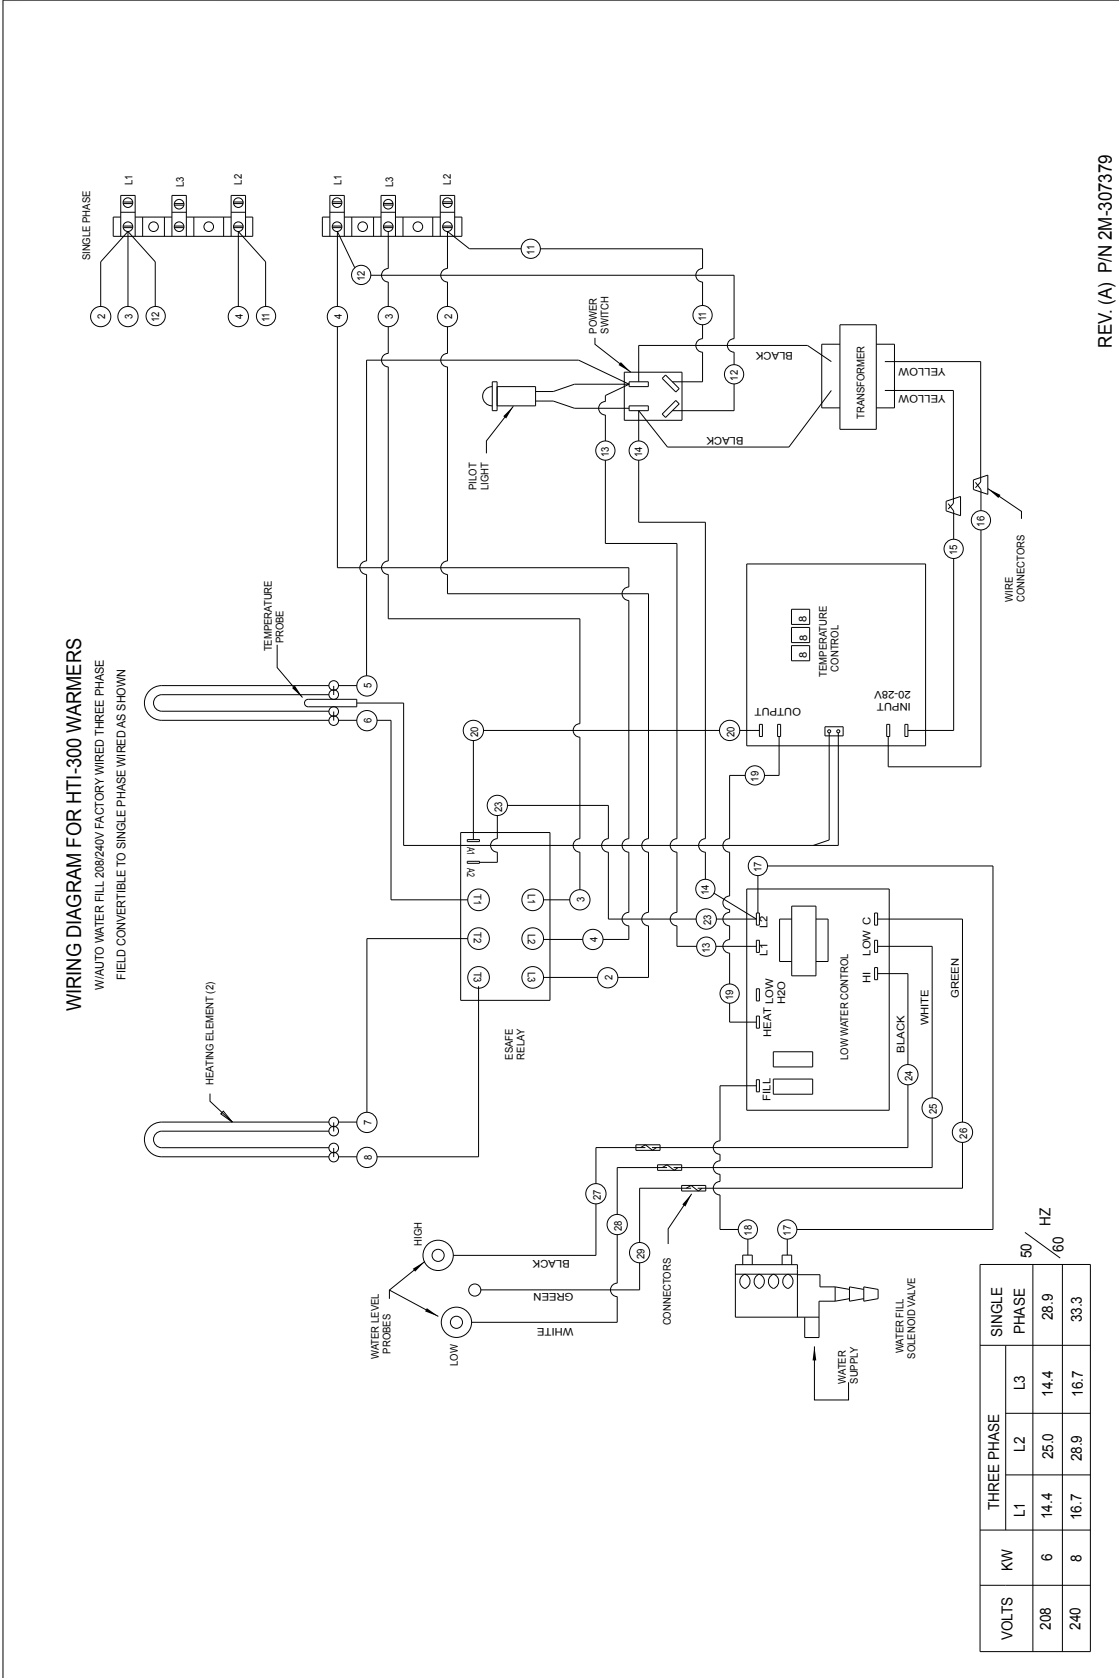 WIRING DIAGRAM FOR HTI-300 WARMERS
W/AUTO WATER FILL 208/240V FACTORY WIRED THREE PHASE
FIELD CONVERTIBLE TO SINGLE PHASE WIRED AS SHOWN
SINGLE PHASE
L1
L3
L2
2
3
12
4
11
L1
L3
L2
4
12
3
2
11
HEATING ELEMENT (2)
8
7
6
5
TEMPERATURE
PROBE
PILOT
LIGHT
POWER
SWITCH
13
14
11
12
BLACK
BLACK
TRANSFORMER
YELLOW
YELLOW
WIRE
CONNECTORS
15
16
WATER LEVEL
PROBES
HIGH
LOW
BLACK
GREEN
WHITE
27
28
29
CONNECTORS
ESAFE
RELAY
T3
T2
T1
A2
A1
L3
L2
L1
2
4
3
20
23
20
OUTPUT
19
8 8 8
TEMPERATURE
CONTROL
INPUT
20-28V
19
13
23
14
17
FILL
HEAT
LOW
H2O
L1
L2
LOW WATER CONTROL
HI
LOW
C
BLACK
WHITE
GREEN
24
25
26
18
17
WATER
SUPPLY
WATER FILL
SOLENOID VALVE
VOLTS KW THREE PHASE SINGLE PHASE
L1 L2 L3
208 6 14.4 25.0 14.4 28.9
240 8 16.7 28.9 16.7 33.3
50/60 HZ
REV. (A) P/N 2M-307379